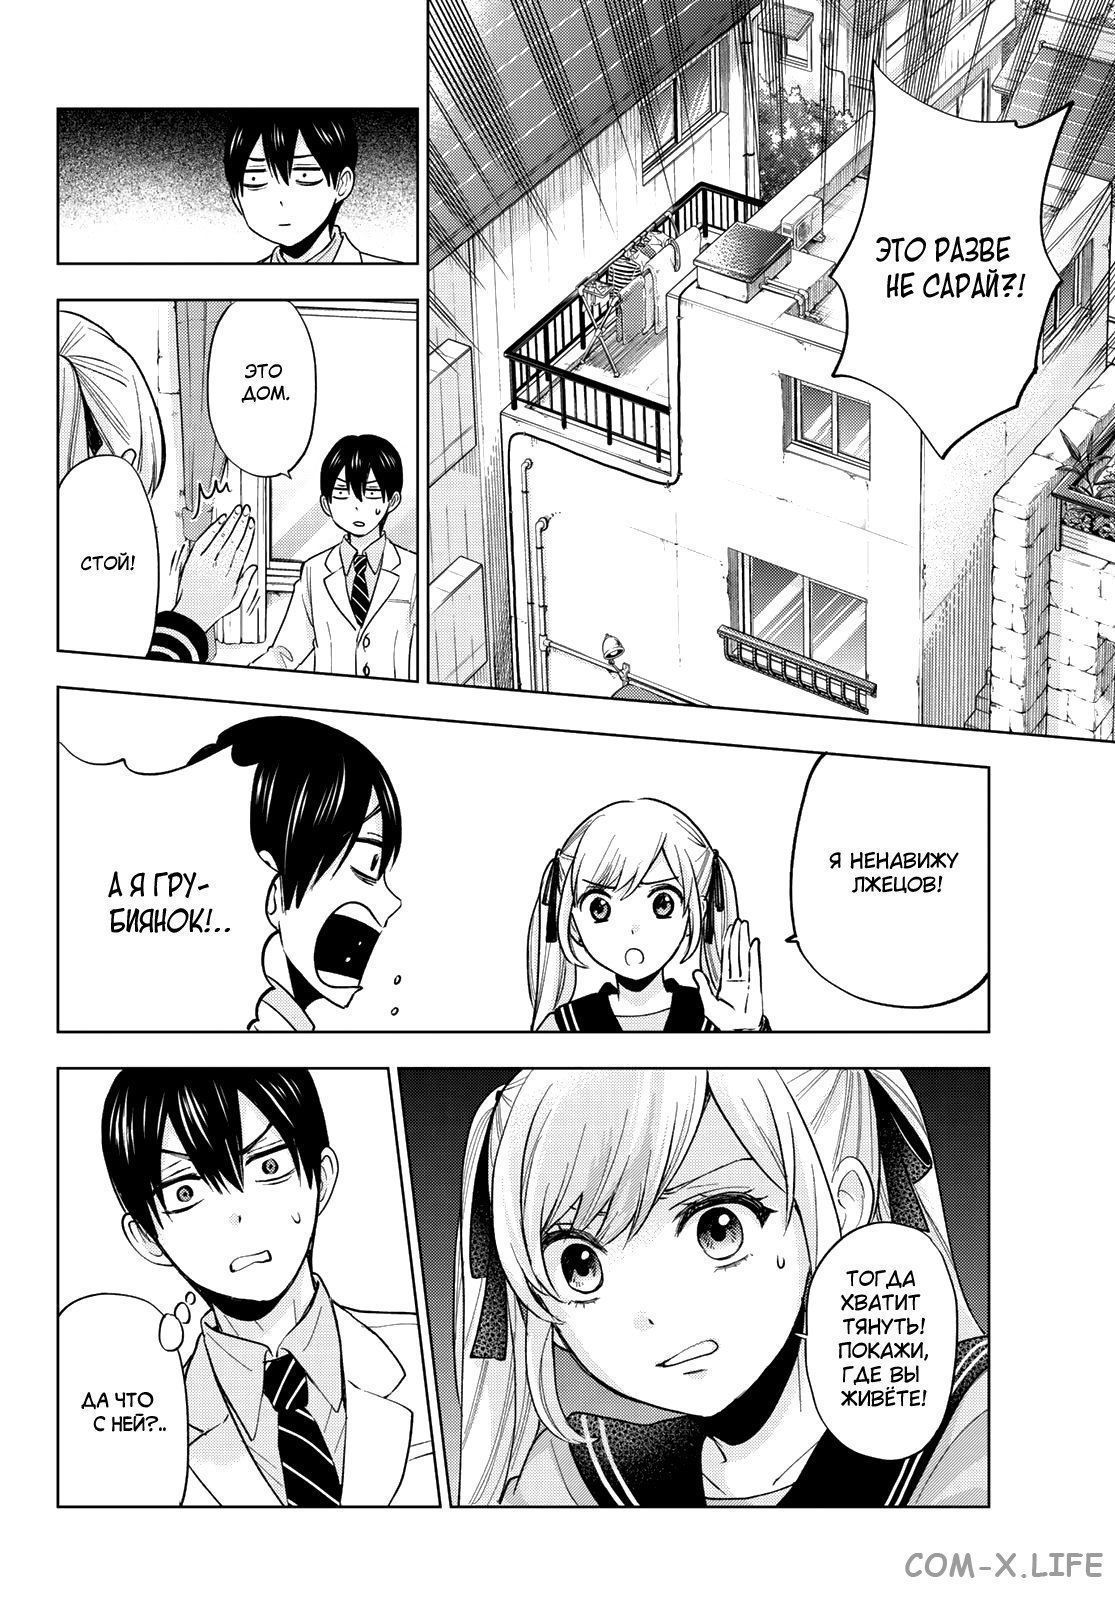 ЭТО РАЗВЕ
НЕ САРАЙ?!
ЭТО
ДОМ.
СТОЙ!
Я НЕНАВИЖУ
ЛЖЕЦОВ!
А Я ГРУ-
БИЯНОК!..
ТОГДА
ХВАТИТ
ТЯНУТЬ!
ПОКАЖИ,
ГДЕ ВЫ
ЖИВЁТЕ!
ДА ЧТО
С НЕЙ?..
COM-X.LIFE